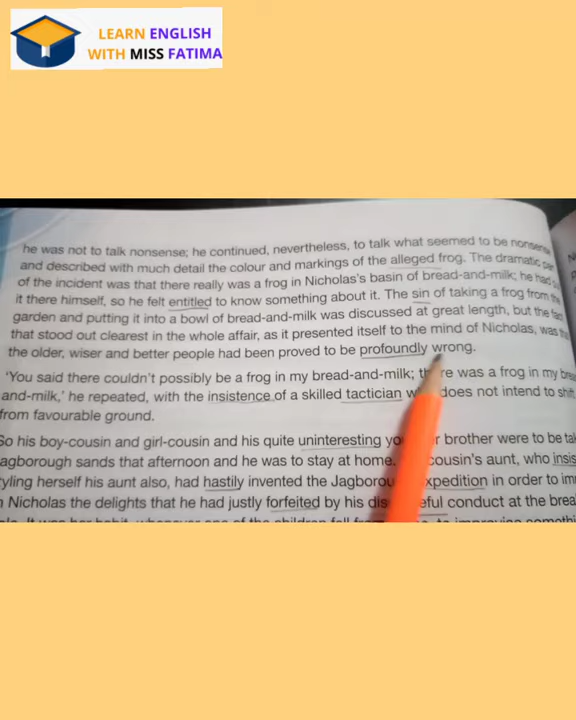 LEARN ENGLISH
WITH MISS FATIMA
he was not to talk nonsense; he continued, nevertheless, to talk what seemed to be nonsense
and described with much detail the colour and markings of the alleged frog. The dramatic
of the incident was that there really was a frog in Nicholas's basin of bread-and-milk; he had
it there himself, so he felt entitled to know something about it. The sin of taking a frog from the
garden and putting it into a bowl of bread-and-milk was discussed at great length, but the
that stood out clearest in the whole affair, as it presented itself to the mind of Nicholas, was
the older, wiser and better people had been proved to be profoundly wrong.
'You said there couldn't possibly be a frog in my bread-and-milk; there was a frog in my
and-milk,' he repeated, with the insistence of a skilled tactician does not intend to
from favourable ground.
So his boy-cousin and girl-cousin and his quite uninteresting brother were to be
agborough sands that afternoon and he was to stay at home. cousin's aunt, who
tyling herself his aunt also, had hastily invented the expedition in order to
Nicholas the delights that he had justly forfeited by his conduct at the
of the children fell from